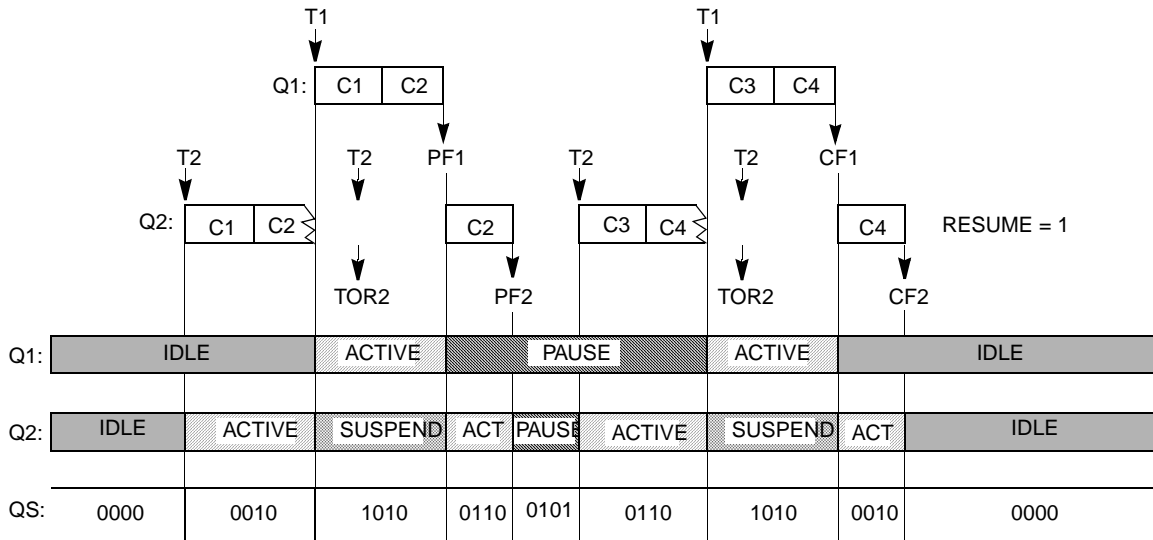 T1 T1
Q1: C1 C2 C3 C4
T2 T2 PF1 T2 T2 CF1
Q2: C1 C2 C2 C3 C4 C4 RESUME = 1
TOR2 PF2 TOR2 CF2
Q1: IDLE ACTIVE PAUSE ACTIVE IDLE
Q2: IDLE ACTIVE SUSPEND ACT PAUSE ACTIVE SUSPEND ACT IDLE
QS: 0000 0010 1010 0110 0101 0110 1010 0010 0000